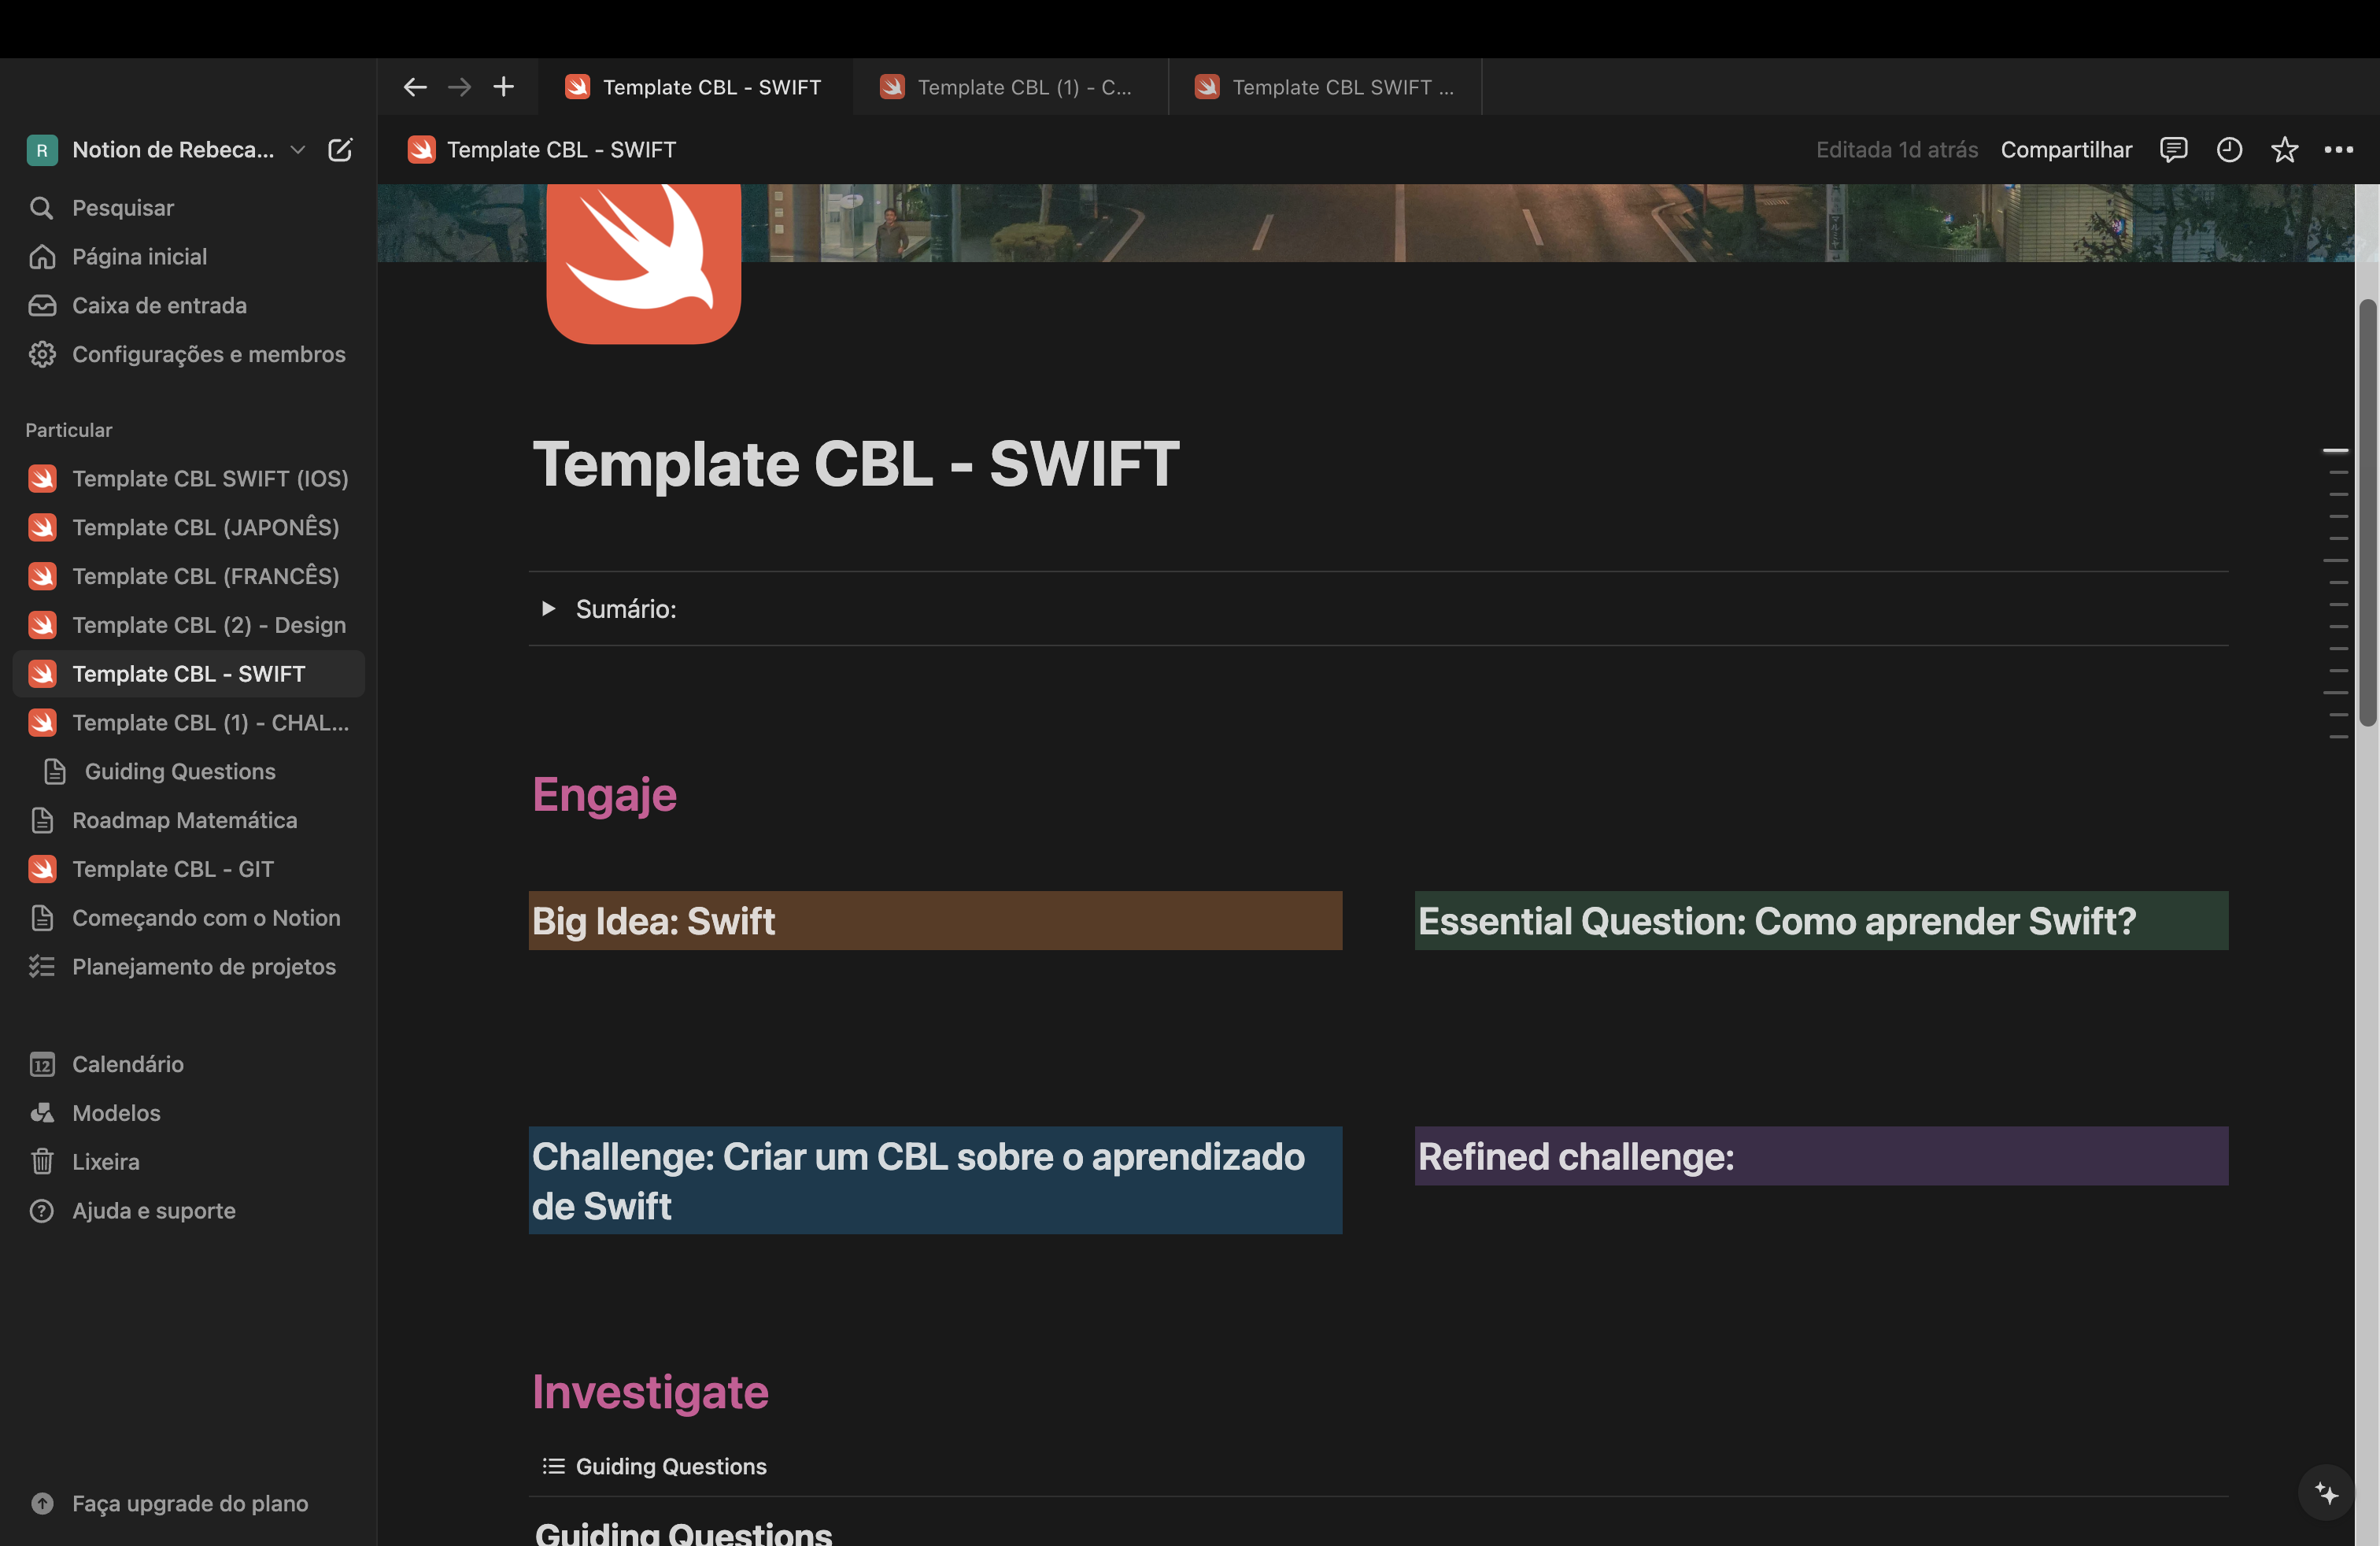 Template CBL - SWIFT
Template CBL (1) - C...
Template CBL SWIFT ...
Notion de Rebeca...
Template CBL - SWIFT
Editada 1d atrás
Compartilhar
Pesquisar
Página inicial
Caixa de entrada
Configurações e membros
Particular
Template CBL SWIFT (IOS)
Template CBL (JAPONÊS)
Template CBL (FRANCÊS)
Template CBL (2) - Design
Template CBL - SWIFT
Template CBL (1) - CHAL...
Guiding Questions
Roadmap Matemática
Template CBL - GIT
Começando com o Notion
Planejamento de projetos
12 Calendário
Modelos
Lixeira
Ajuda e suporte
Faça upgrade do plano
R
Template CBL - SWIFT
Sumário:
Engaje
Big Idea: Swift
Essential Question: Como aprender Swift?
Challenge: Criar um CBL sobre o aprendizado
de Swift
Refined challenge:
Investigate
Guiding Questions
Guiding Questions